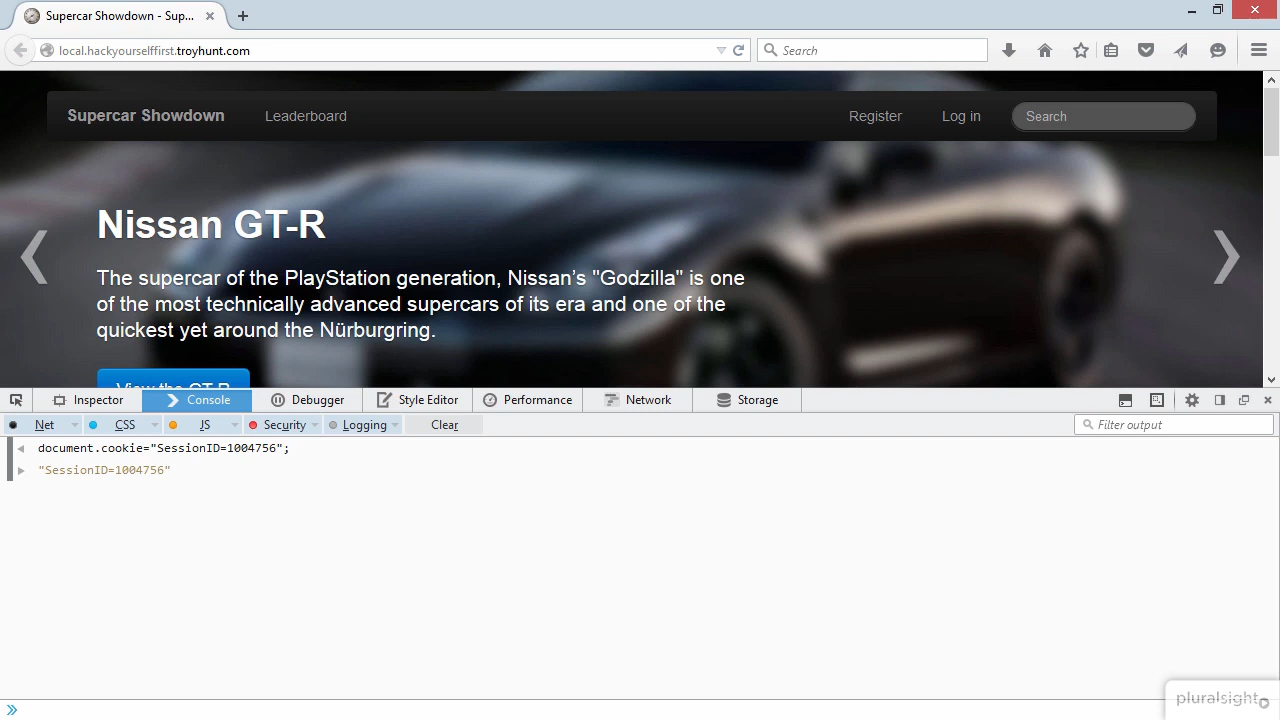 Supercar Showdown - Sup...
local.hackyourselffirst.troyhunt.com
Search
Supercar Showdown
Leaderboard
Register
Log in
Search
Nissan GT-R
The supercar of the PlayStation generation, Nissan's "Godzilla" is one
of the most technically advanced supercars of its era and one of the
quickest yet around the Nürburgring.
View the GT-R
Inspector
Console
Debugger
Style Editor
Performance
Network
Storage
Net
CSS
JS
Security
Logging
Clear
Filter output
document.cookie="SessionID=1004756";
"SessionID=1004756"
pluralsight